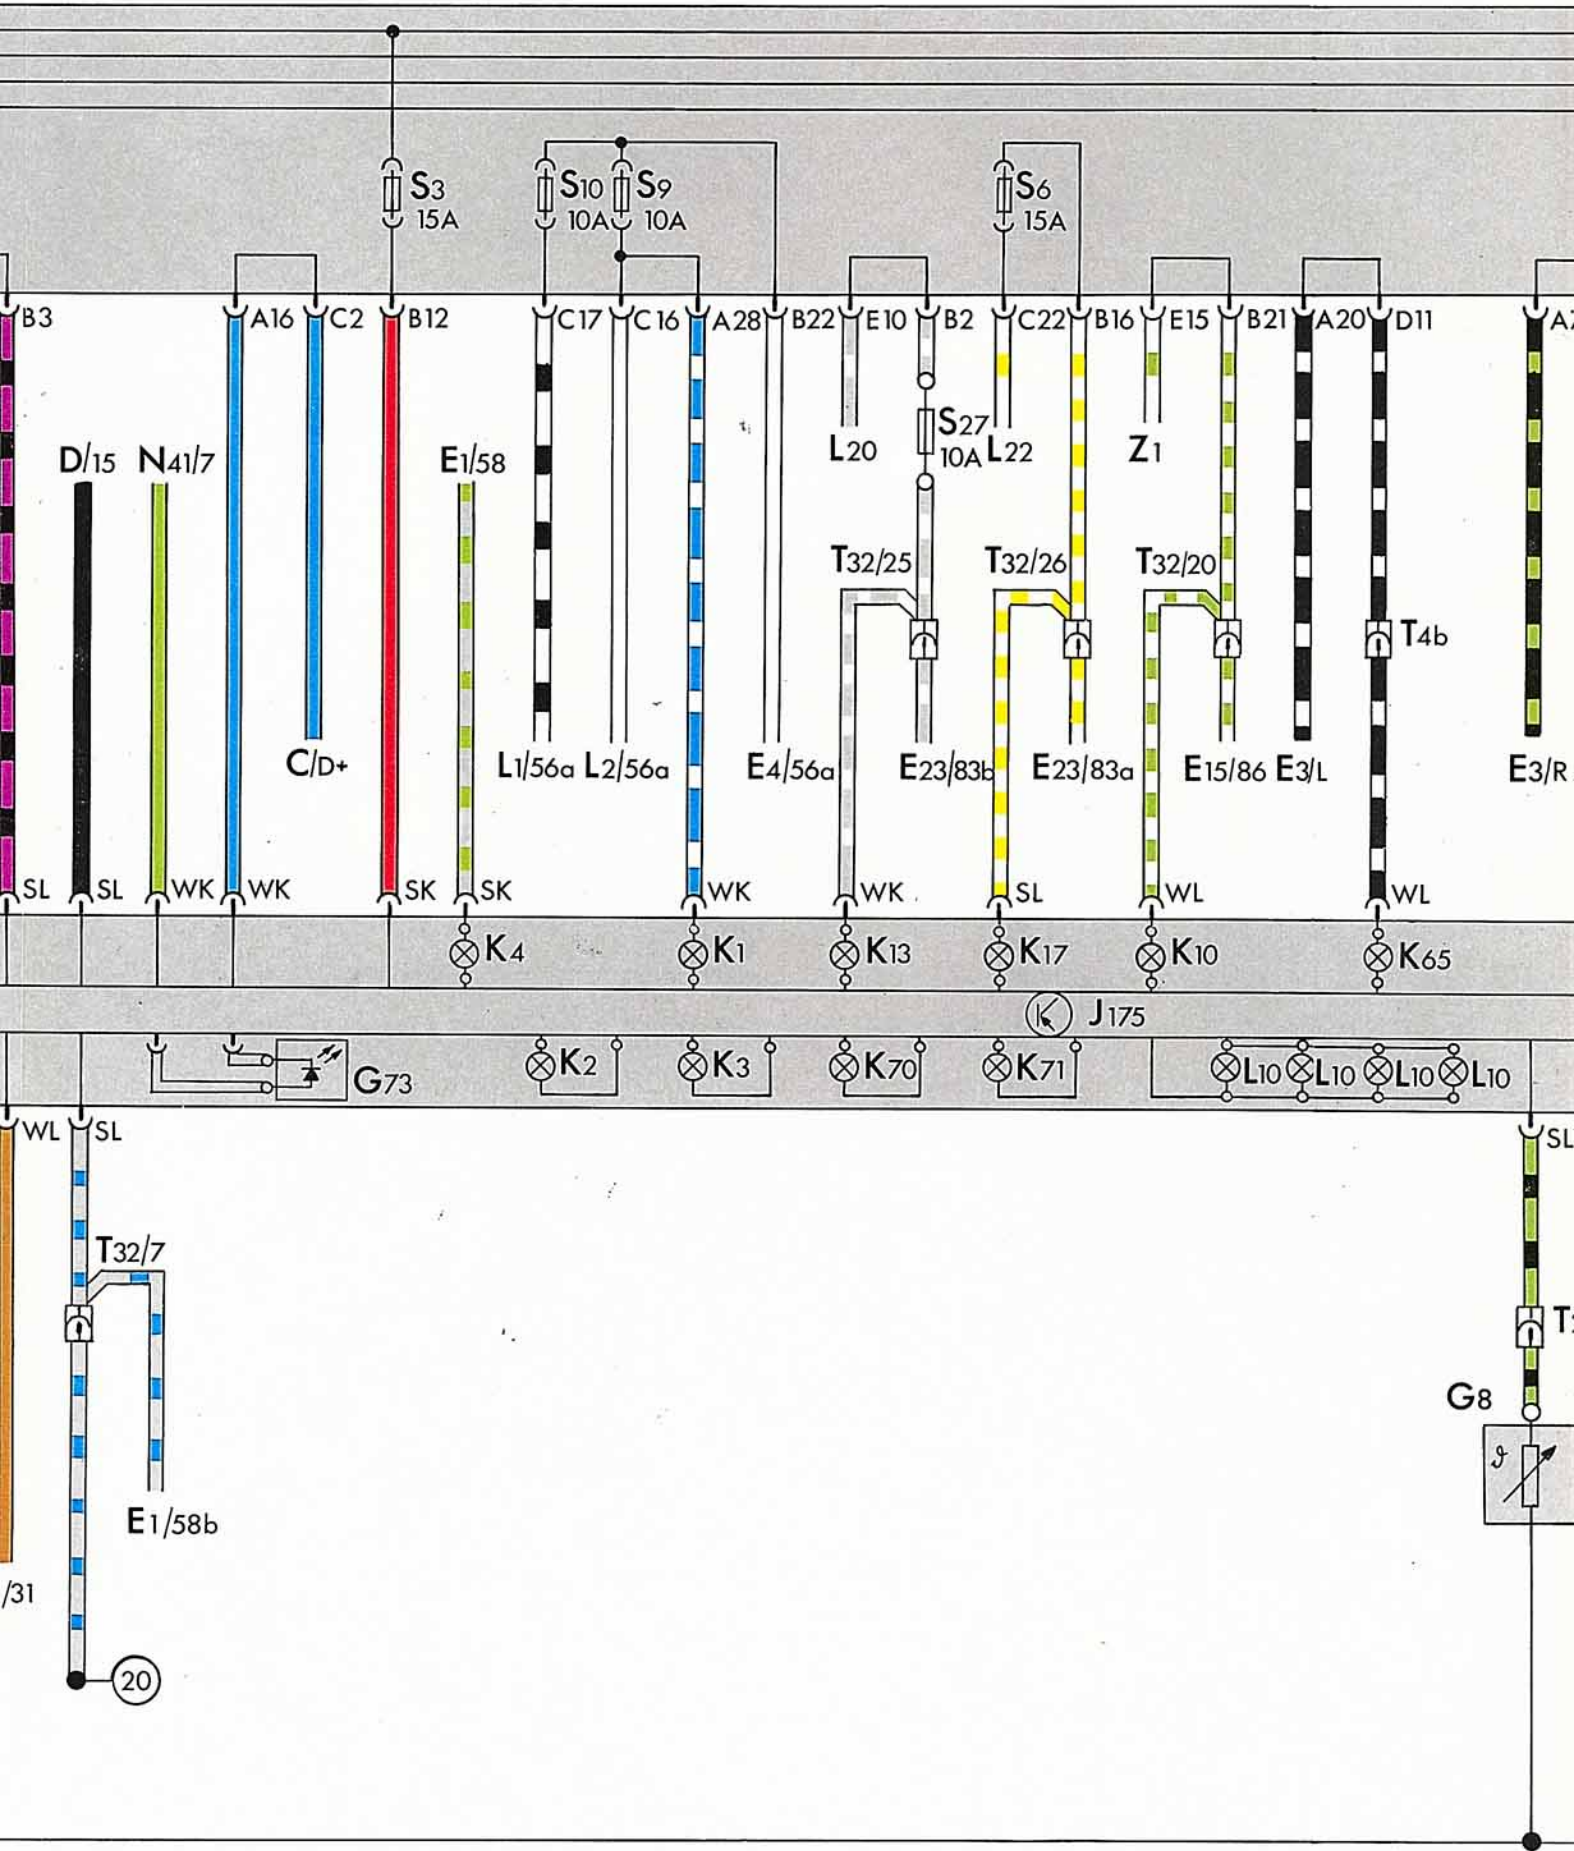 S3 S10 S9 S6
15A 10A 10A 15A
B3 A16 C2 B12 C17 C16 A28 B22 E10 B2 C22 B16 E15 B21 A20 D11
S27
10A
L20 L22 Z1
D/15 N41/7 E1/58
T32/25 T32/26 T32/20
T4b
C/D+ L1/56a L2/56a E4/56a E23/83b E23/83a E15/86 E3/L E3/R
SL SL WK WK SK SK WK WK SL WL WL
K4 K1 K13 K17 K10 K65
J175
G73 K2 K3 K70 K71 L10 L10 L10 L10
WL SL SL
T32/7
G8
ϑ
E1/58b
/31
20